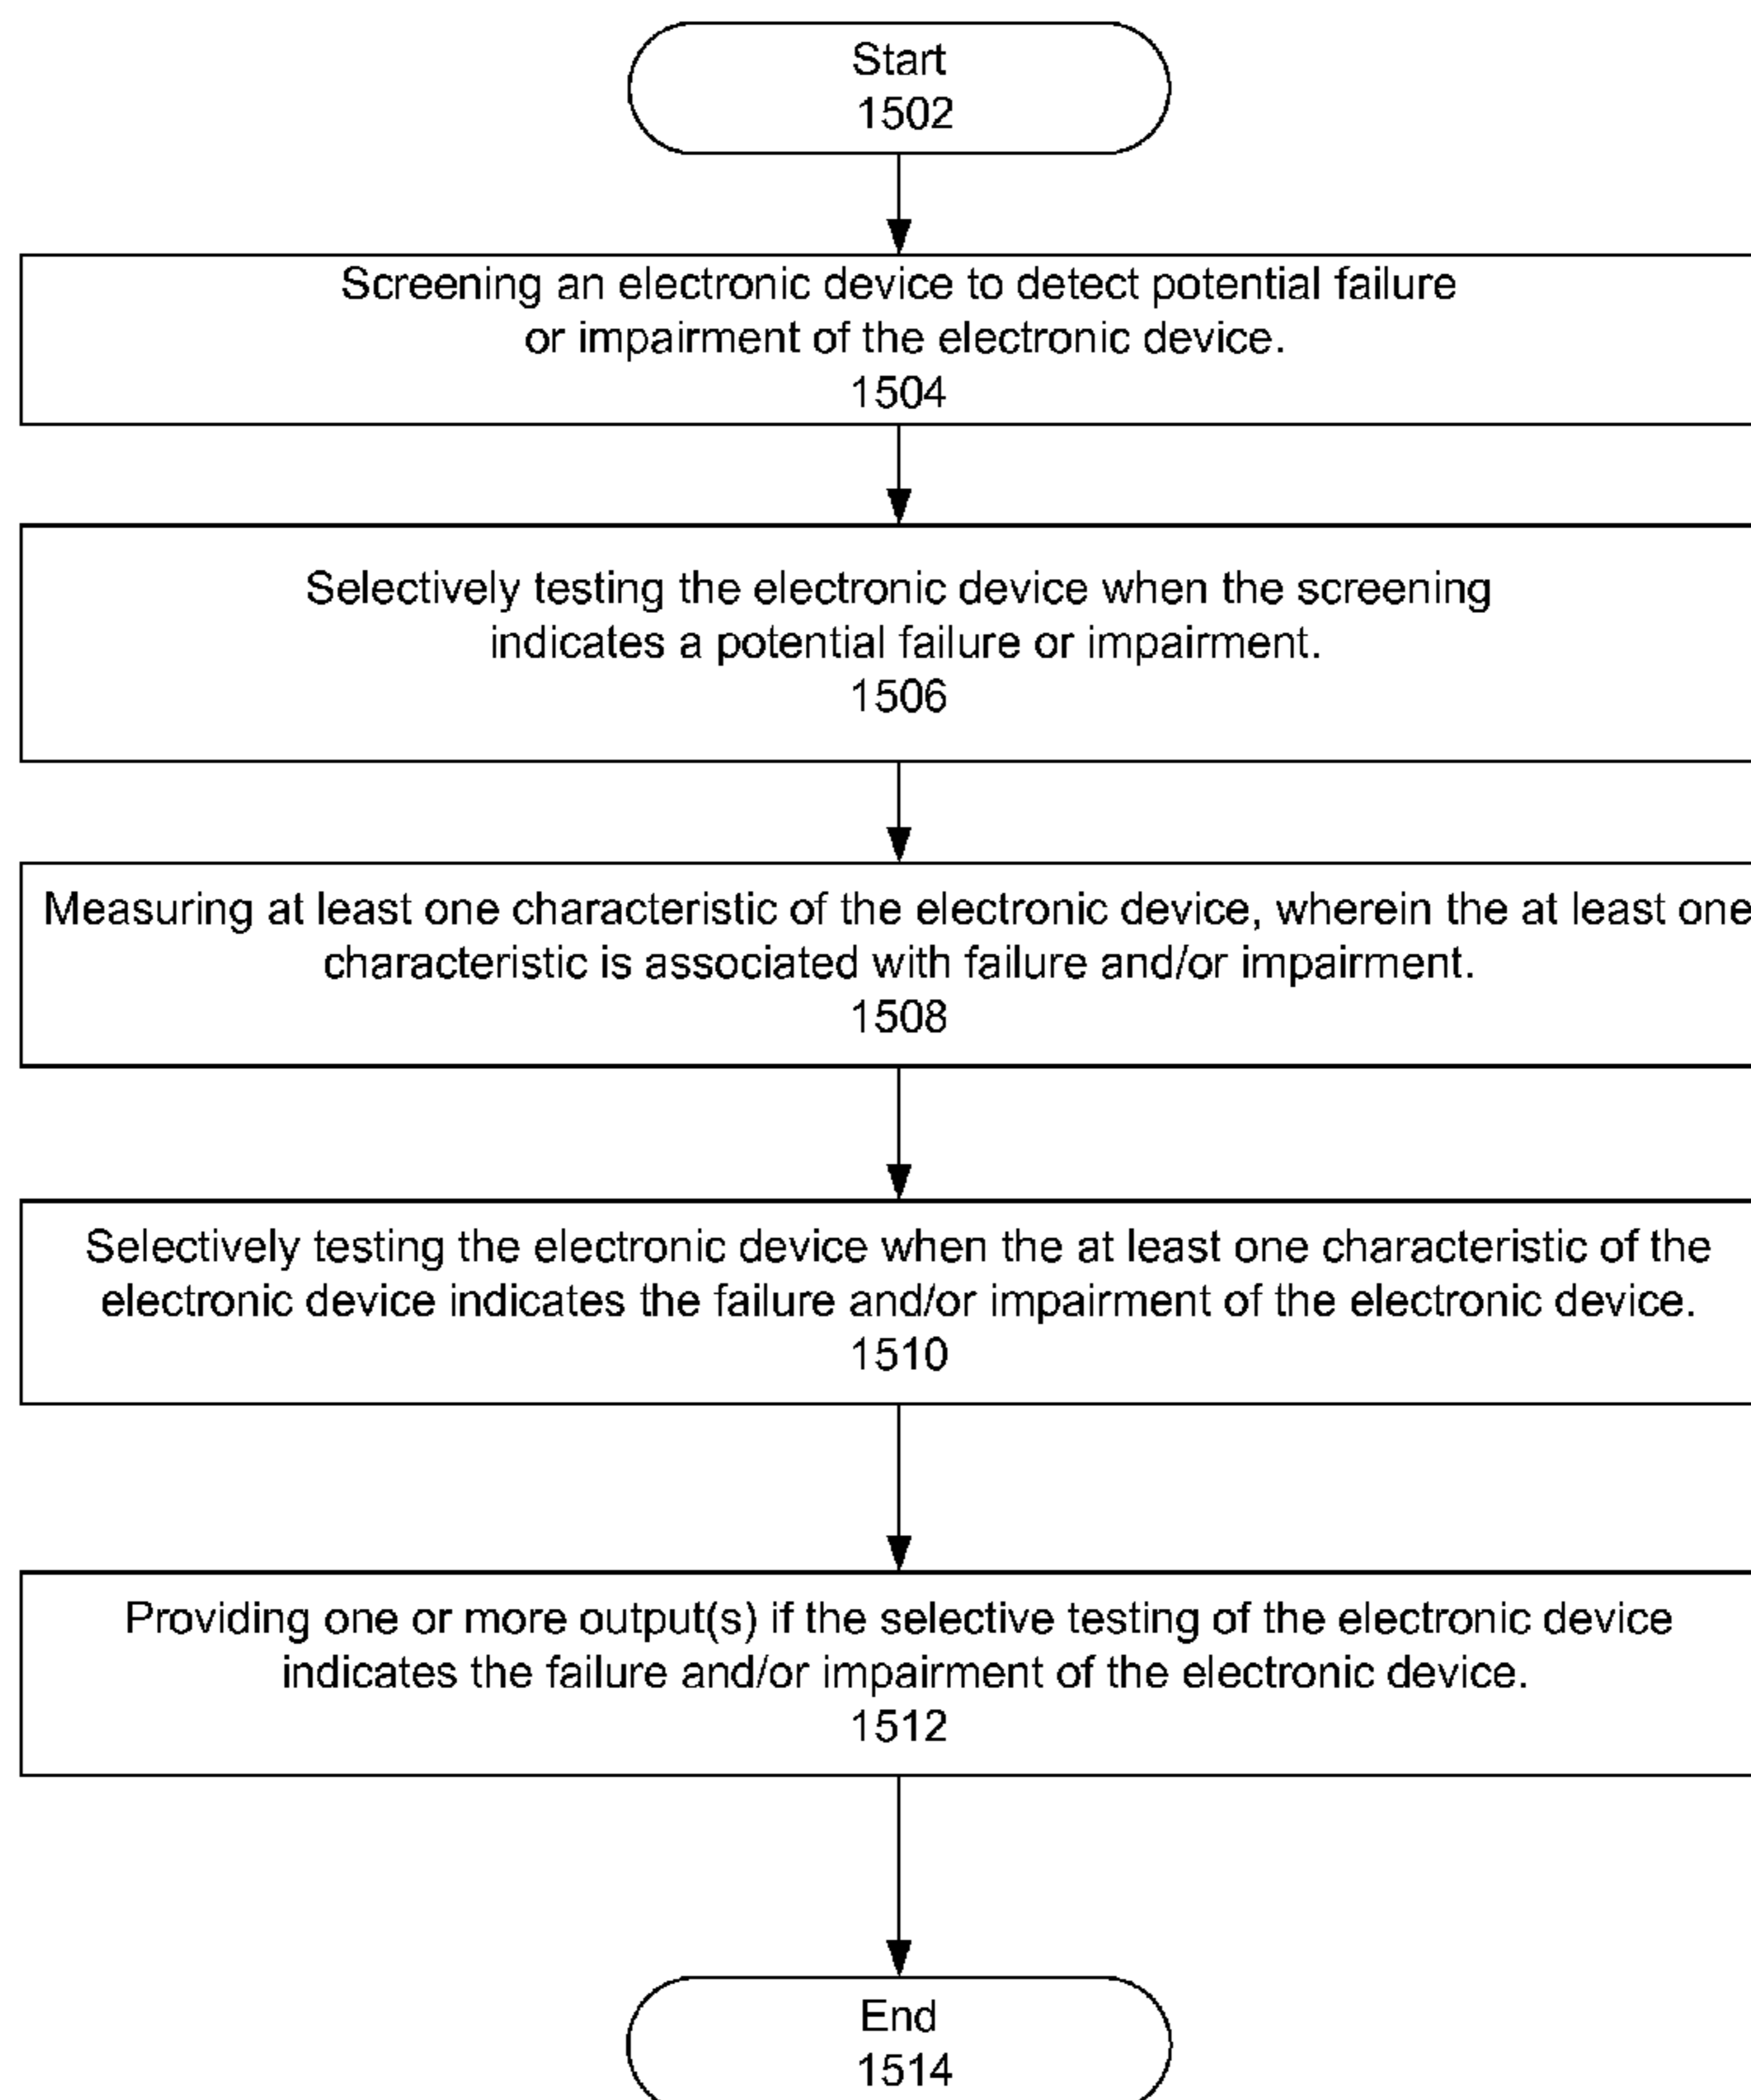 Start
1502
Screening an electronic device to detect potential failure
or impairment of the electronic device.
1504
Selectively testing the electronic device when the screening
indicates a potential failure or impairment.
1506
Measuring at least one characteristic of the electronic device, wherein the at least one
characteristic is associated with failure and/or impairment.
1508
Selectively testing the electronic device when the at least one characteristic of the
electronic device indicates the failure and/or impairment of the electronic device.
1510
Providing one or more output(s) if the selective testing of the electronic device
indicates the failure and/or impairment of the electronic device.
1512
End
1514